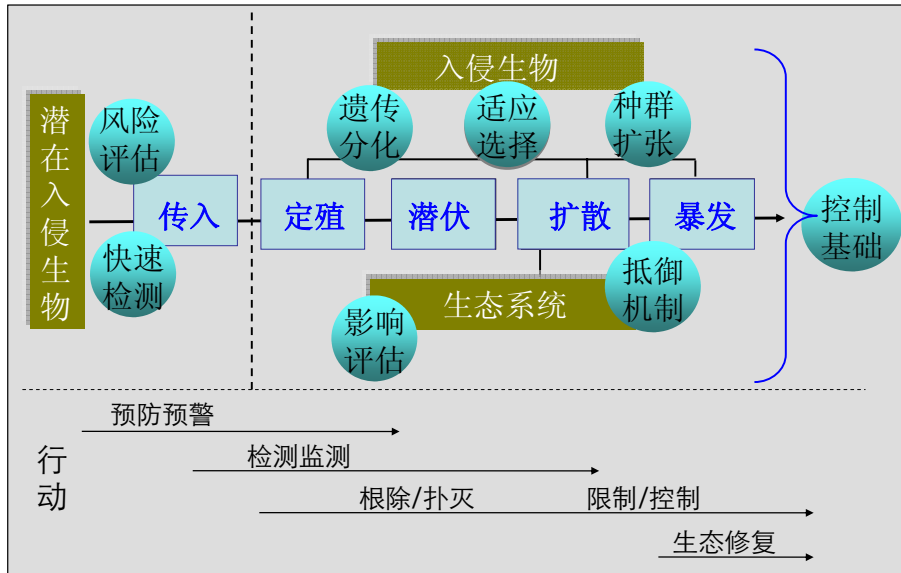 入侵生物
遗传
分化
适应
选择
种群
扩张
潜在入侵生物
风险
评估
传入
定殖
潜伏
扩散
暴发
控制
基础
快速
检测
生态系统
抵御
机制
影响
评估
行动
预防预警
检测监测
根除/扑灭
限制/控制
生态修复